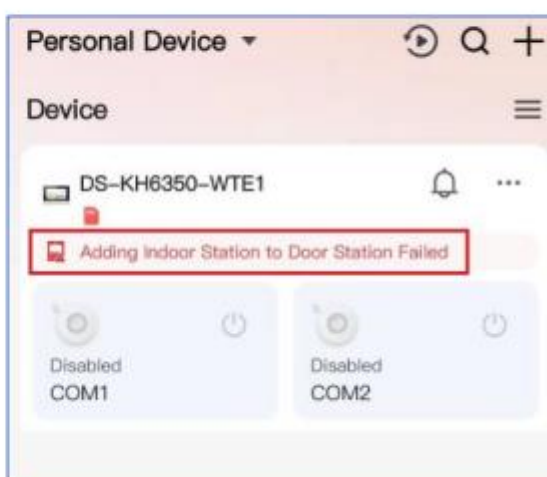 Personal Device
Device
DS-KH6350-WTE1
Adding Indoor Station to Door Station Failed
Disabled
COM1
Disabled
COM2